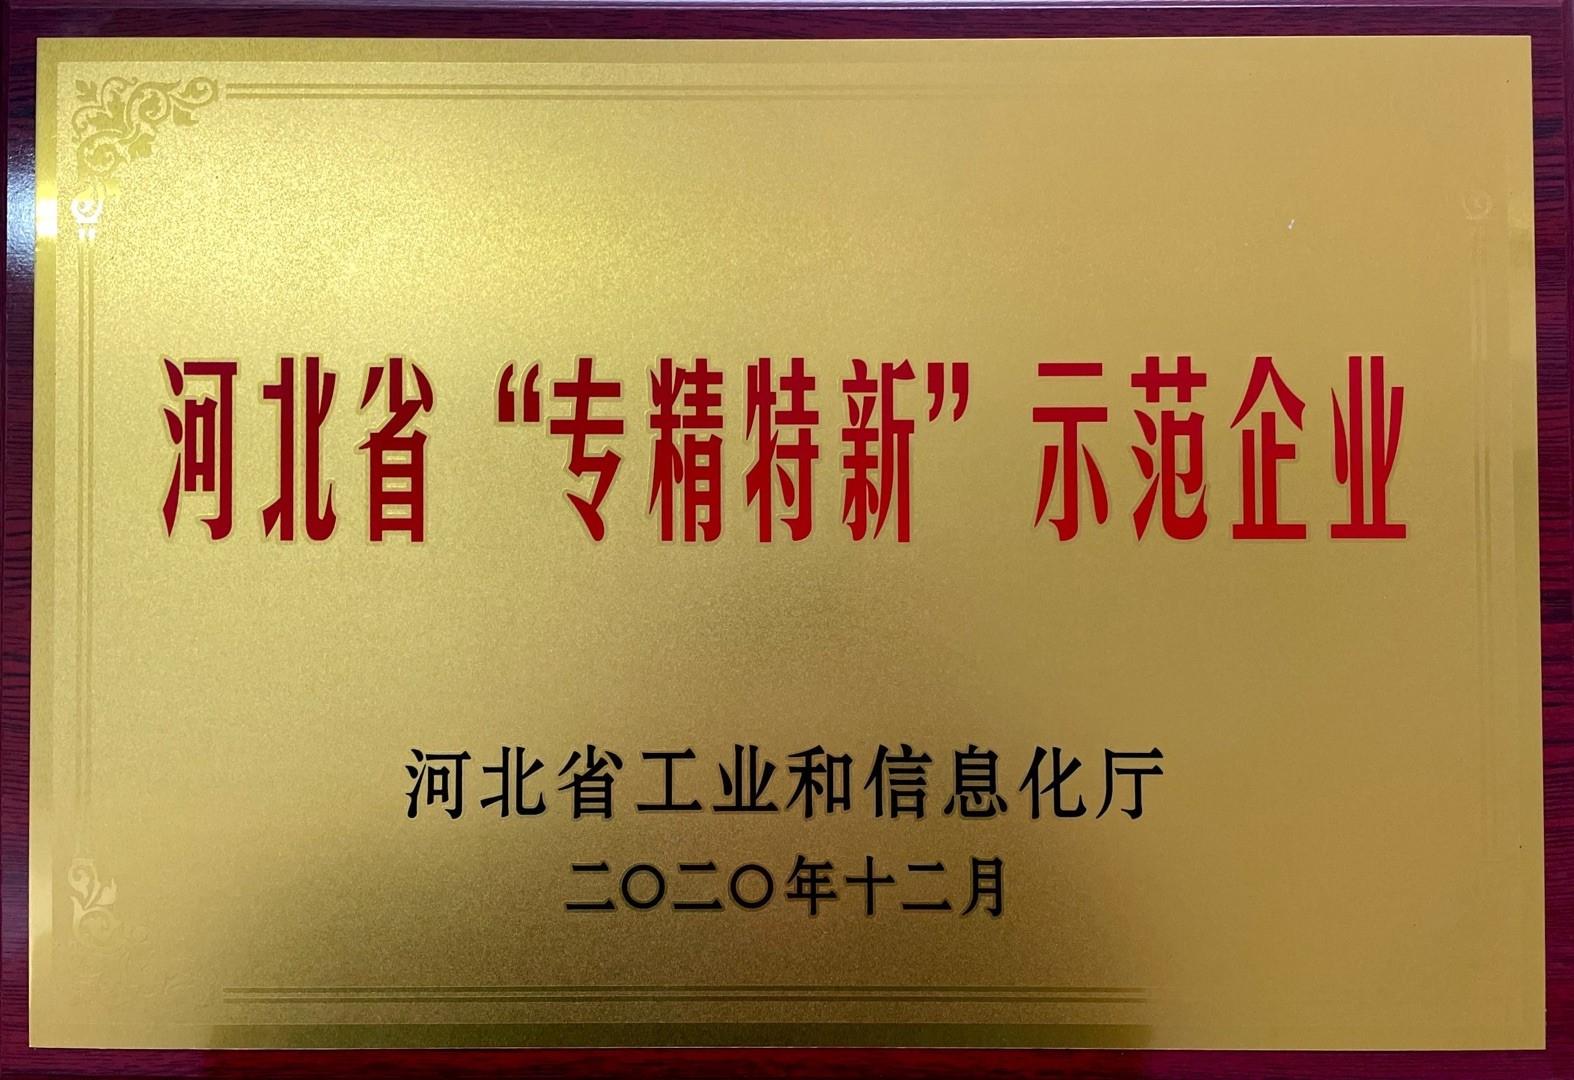 河北省“专精特新”示范企业
河北省工业和信息化厅
二〇二〇年十二月